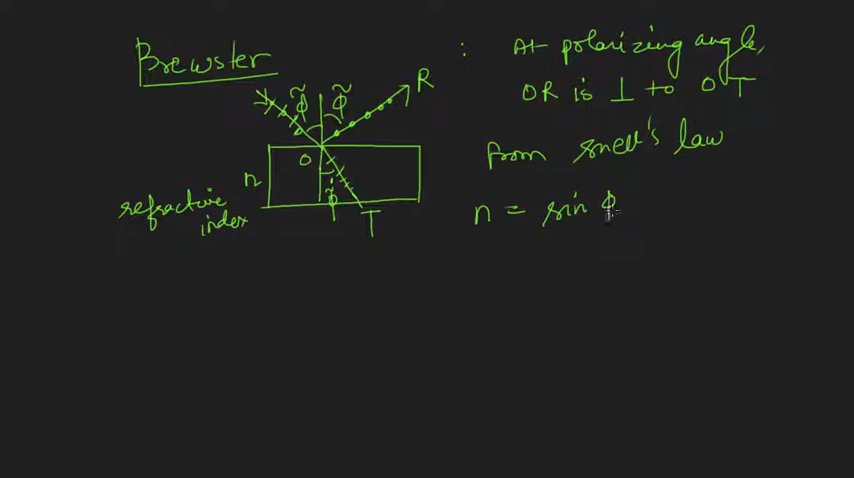 Brewster
: At polarizing angle,
OR is ⊥ to OT
from snell's law
n = sin ϕ
ϕ̃ ϕ̃ R
O
n
ϕ̃'
refractive
index
T